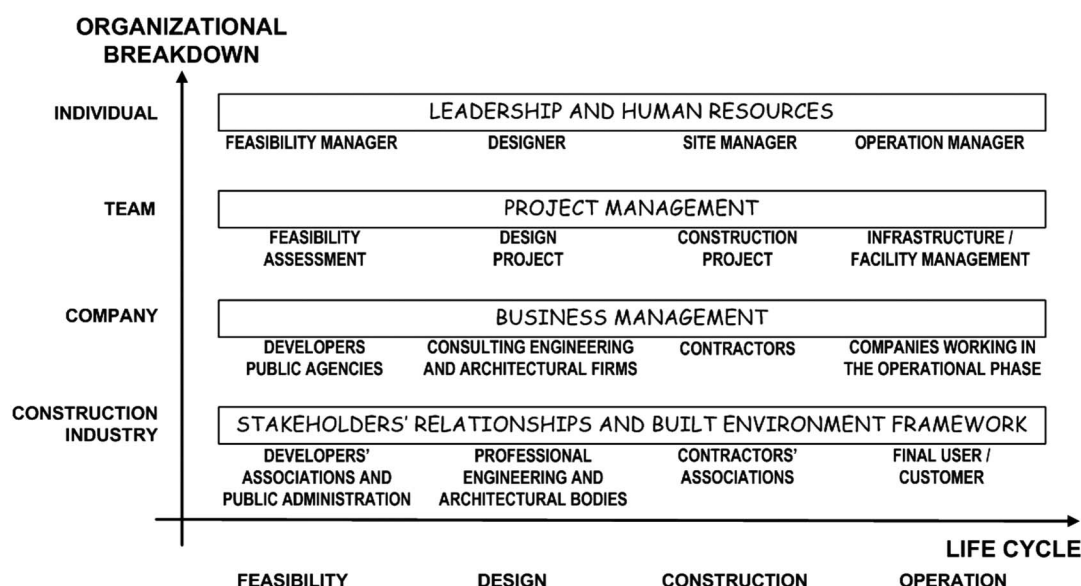 ORGANIZATIONAL
BREAKDOWN
INDIVIDUAL
LEADERSHIP AND HUMAN RESOURCES
FEASIBILITY MANAGER DESIGNER SITE MANAGER OPERATION MANAGER
TEAM
PROJECT MANAGEMENT
FEASIBILITY DESIGN CONSTRUCTION INFRASTRUCTURE /
ASSESSMENT PROJECT PROJECT FACILITY MANAGEMENT
COMPANY
BUSINESS MANAGEMENT
DEVELOPERS CONSULTING ENGINEERING CONTRACTORS COMPANIES WORKING IN
PUBLIC AGENCIES AND ARCHITECTURAL FIRMS THE OPERATIONAL PHASE
CONSTRUCTION
INDUSTRY
STAKEHOLDERS' RELATIONSHIPS AND BUILT ENVIRONMENT FRAMEWORK
DEVELOPERS' PROFESSIONAL CONTRACTORS' FINAL USER /
ASSOCIATIONS AND ENGINEERING AND ASSOCIATIONS CUSTOMER
PUBLIC ADMINISTRATION ARCHITECTURAL BODIES
LIFE CYCLE
FEASIBILITY DESIGN CONSTRUCTION OPERATION